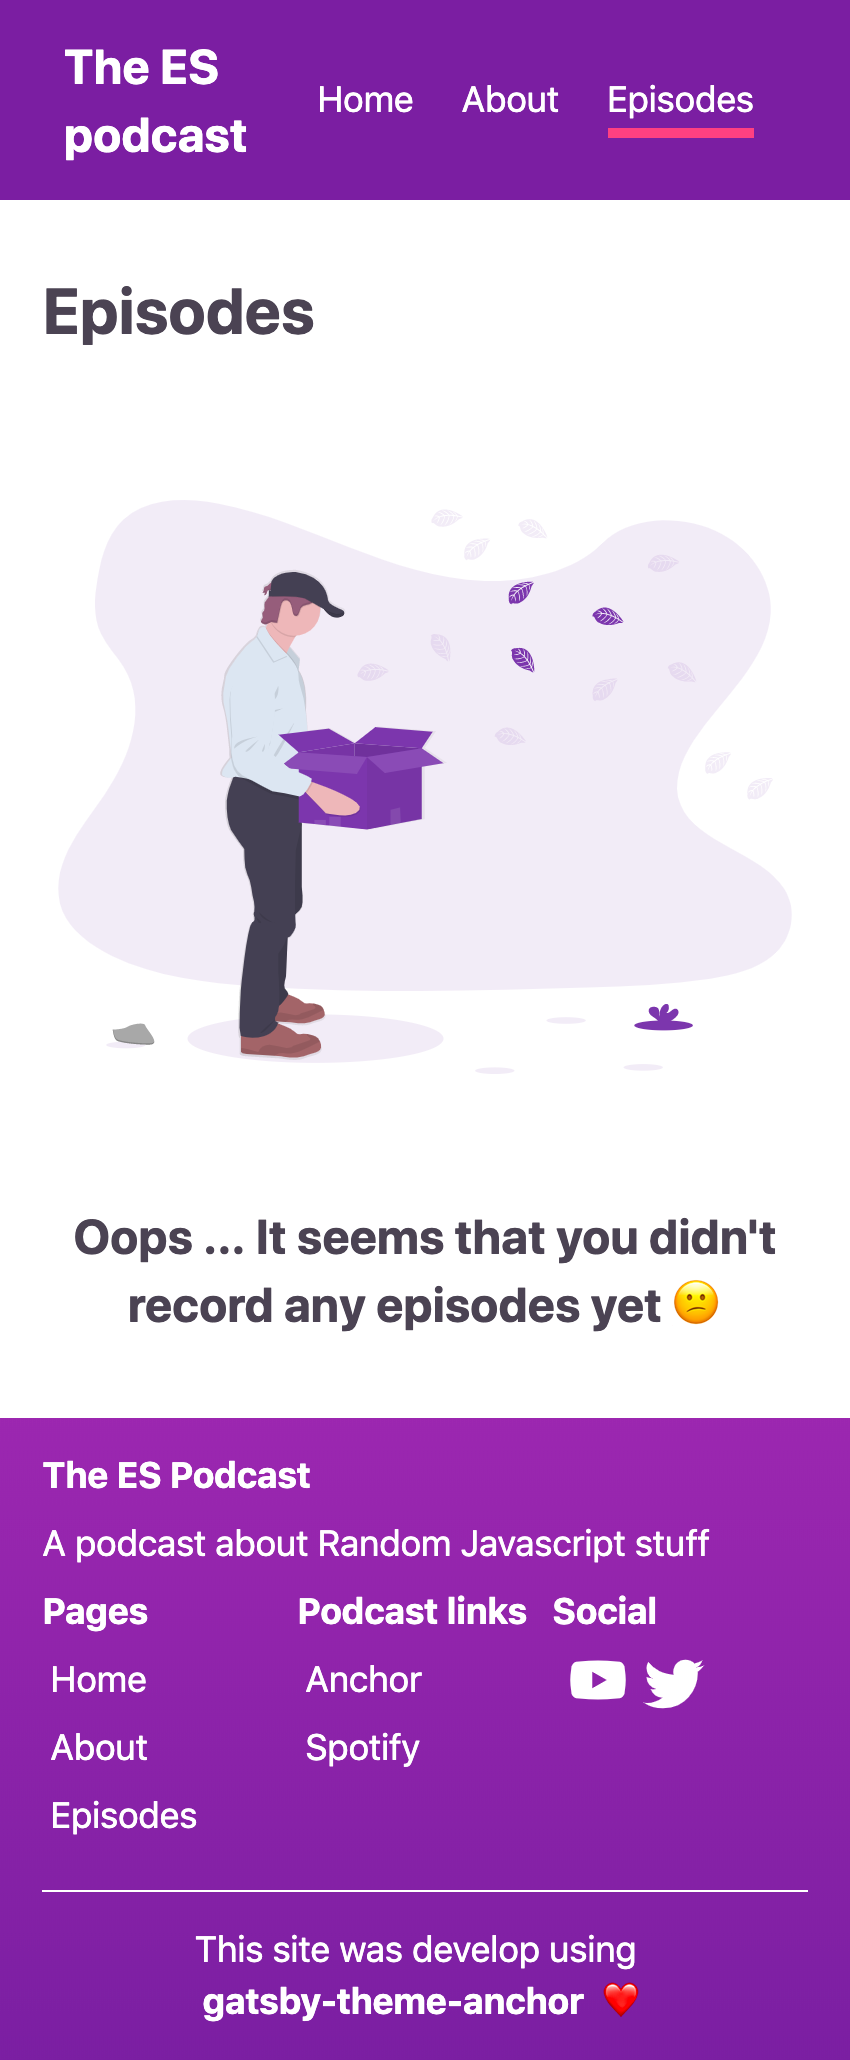 The ES
podcast
Home About Episodes
Episodes
Oops ... It seems that you didn't
record any episodes yet 😕
The ES Podcast
A podcast about Random Javascript stuff
Pages Podcast links Social
Home Anchor
About Spotify
Episodes
This site was develop using
gatsby-theme-anchor ❤️